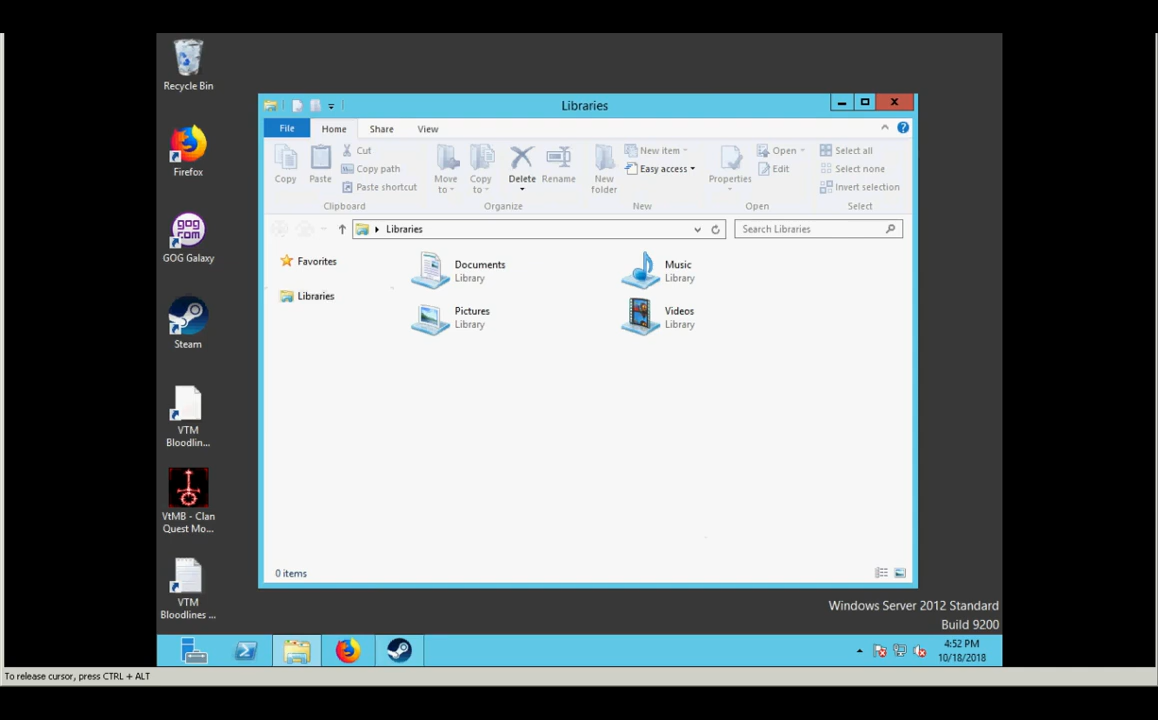 Recycle Bin
Firefox
gog
com
GOG Galaxy
Steam
VTM
Bloodlin...
VtMB - Clan
Quest Mo...
VTM
Bloodlines ...
Libraries
File
Home
Share
View
Copy
Paste
Cut
Copy path
Paste shortcut
Clipboard
Move
to
Copy
to
Delete
Rename
Organize
New
folder
New item
Easy access
New
Properties
Open
Edit
Open
Select all
Select none
Invert selection
Select
Libraries
Search Libraries
Favorites
Libraries
Documents
Library
Music
Library
Pictures
Library
Videos
Library
0 items
Windows Server 2012 Standard
Build 9200
4:52 PM
10/18/2018
To release cursor, press CTRL + ALT